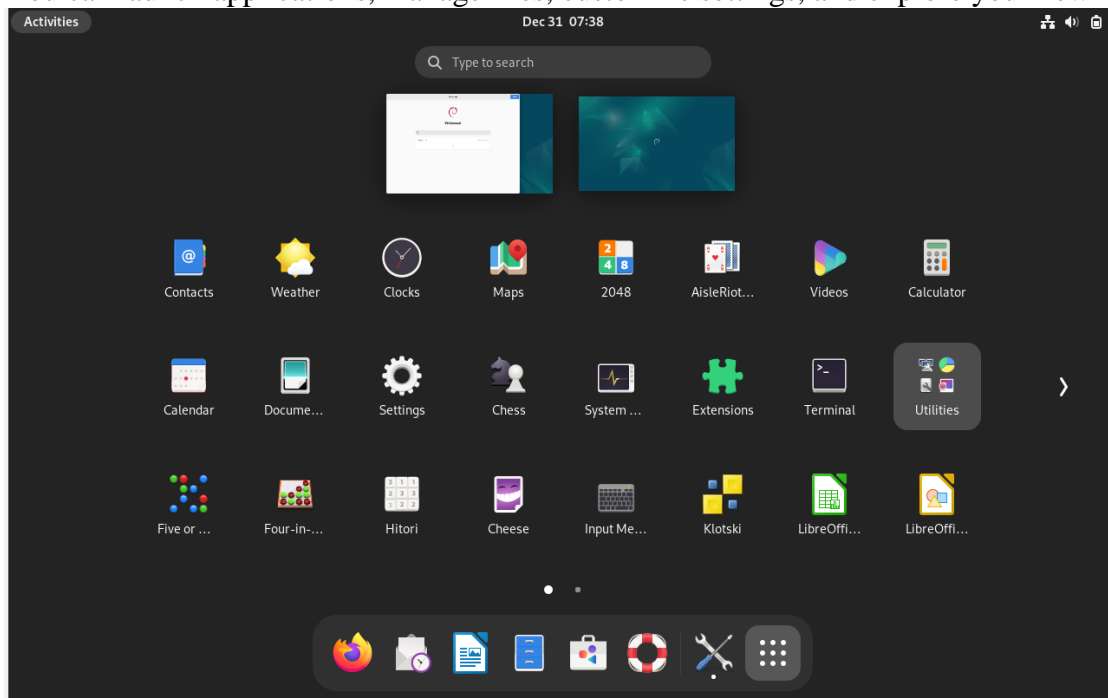 Activities
Dec 31 07:38
Type to search
Welcome!
Contacts Weather Clocks Maps 2048 AisleRiot... Videos Calculator
Calendar Docume... Settings Chess System ... Extensions Terminal Utilities
Five or ... Four-in-... Hitori Cheese Input Me... Klotski LibreOffi... LibreOffi...